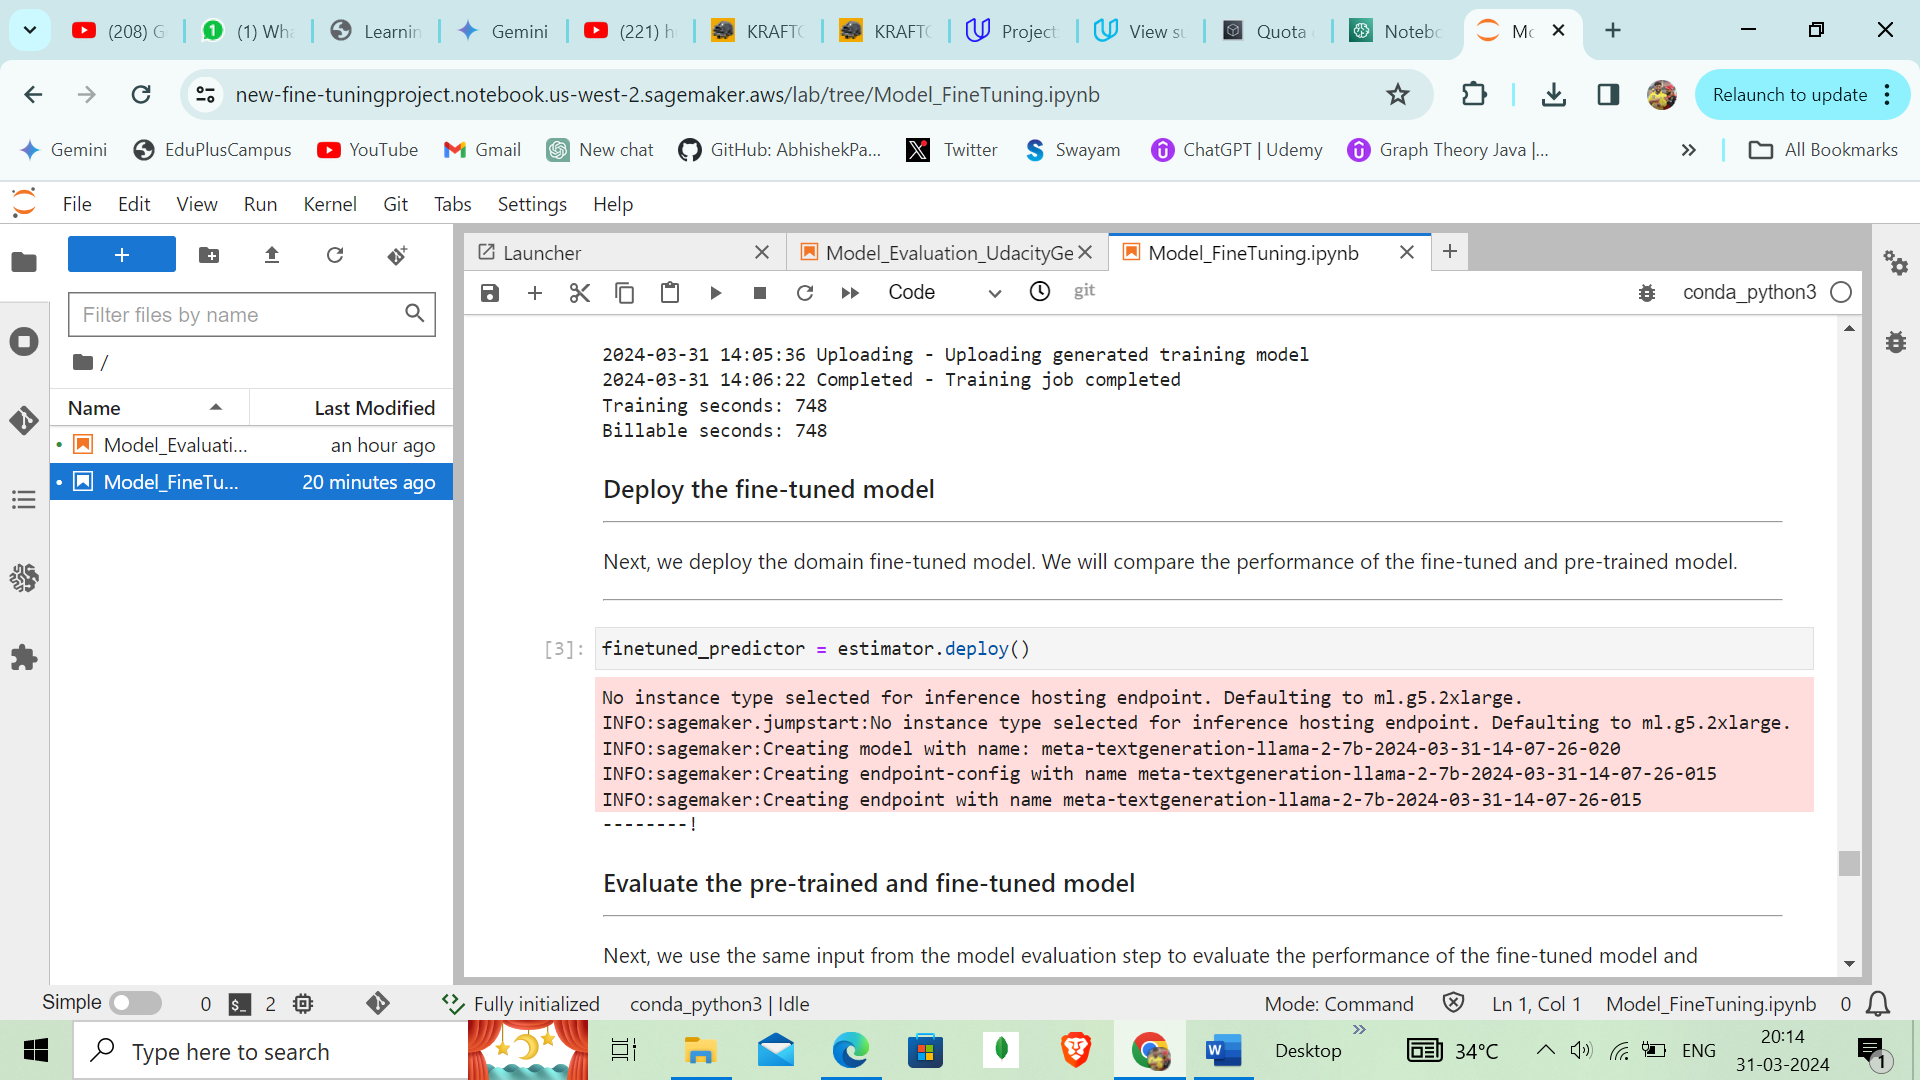 (208) G
(1) Wha
Learnin
Gemini
(221) h
KRAFTO
KRAFTO
Project
View su
Quota
Notebo
Mo
new-fine-tuningproject.notebook.us-west-2.sagemaker.aws/lab/tree/Model_FineTuning.ipynb
Relaunch to update
Gemini
EduPlusCampus
YouTube
Gmail
New chat
GitHub: AbhishekPa...
Twitter
Swayam
ChatGPT | Udemy
Graph Theory Java |...
All Bookmarks
File Edit View Run Kernel Git Tabs Settings Help
Launcher
Model_Evaluation_UdacityGe
Model_FineTuning.ipynb
Code
git
conda_python3
Filter files by name
/
Name Last Modified
Model_Evaluati... an hour ago
Model_FineTu... 20 minutes ago
2024-03-31 14:05:36 Uploading - Uploading generated training model
2024-03-31 14:06:22 Completed - Training job completed
Training seconds: 748
Billable seconds: 748
Deploy the fine-tuned model
Next, we deploy the domain fine-tuned model. We will compare the performance of the fine-tuned and pre-trained model.
[3]: finetuned_predictor = estimator.deploy()
No instance type selected for inference hosting endpoint. Defaulting to ml.g5.2xlarge.
INFO:sagemaker.jumpstart:No instance type selected for inference hosting endpoint. Defaulting to ml.g5.2xlarge.
INFO:sagemaker:Creating model with name: meta-textgeneration-llama-2-7b-2024-03-31-14-07-26-020
INFO:sagemaker:Creating endpoint-config with name meta-textgeneration-llama-2-7b-2024-03-31-14-07-26-015
INFO:sagemaker:Creating endpoint with name meta-textgeneration-llama-2-7b-2024-03-31-14-07-26-015
--------!
Evaluate the pre-trained and fine-tuned model
Next, we use the same input from the model evaluation step to evaluate the performance of the fine-tuned model and
Simple 0 $_ 2 Fully initialized conda_python3 | Idle Mode: Command Ln 1, Col 1 Model_FineTuning.ipynb 0
Type here to search
Desktop
34°C
ENG
20:14
31-03-2024
1